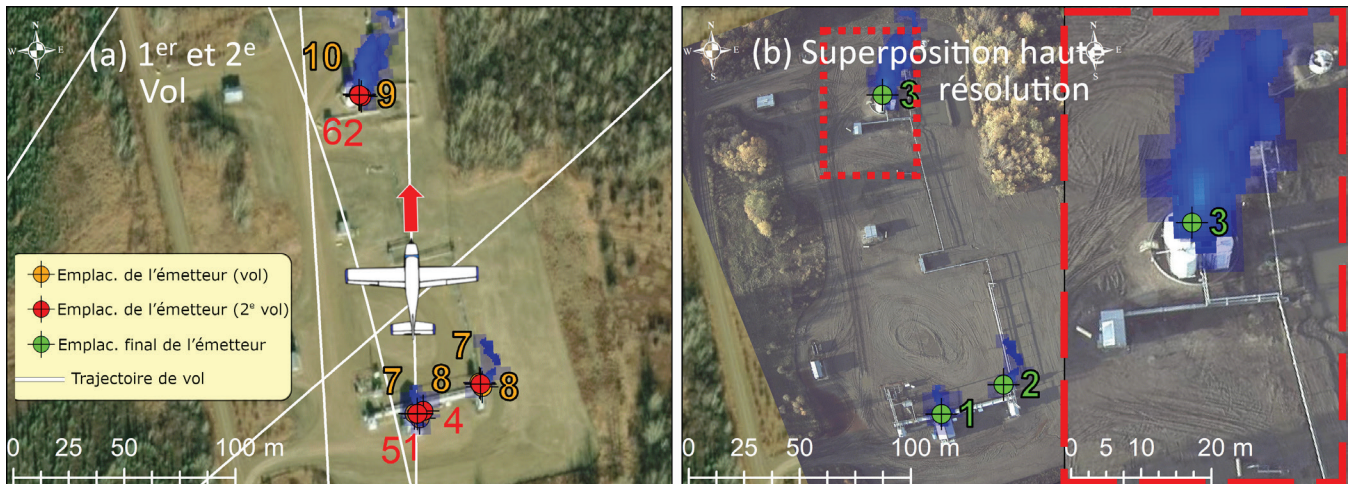 (a) 1er et 2e
Vol
N
W E
S
10
9
62
Emplac. de l'émetteur (vol)
Emplac. de l'émetteur (2e vol)
Emplac. final de l'émetteur
Trajectoire de vol
7
7
8
8
4
51
0 25 50 100 m
(b) Superposition haute
résolution
N
W E
S
3
2
1
0 25 50 100 m
N
W E
S
3
0 5 10 20 m